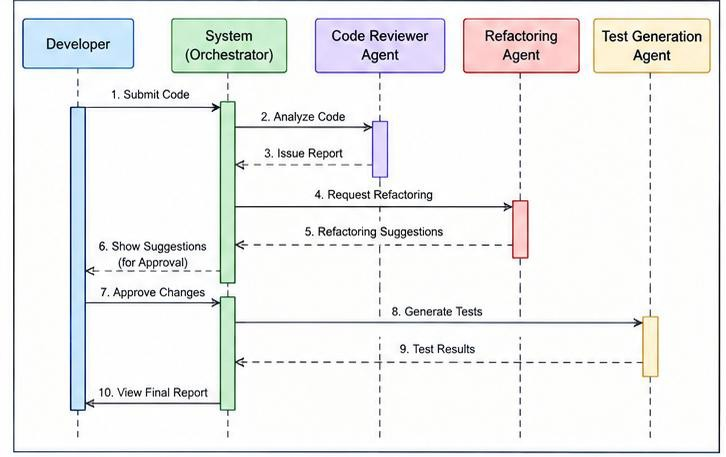 Developer
System
(Orchestrator)
Code Reviewer
Agent
Refactoring
Agent
Test Generation
Agent
1. Submit Code
2. Analyze Code
3. Issue Report
4. Request Refactoring
5. Refactoring Suggestions
6. Show Suggestions
(for Approval)
7. Approve Changes
8. Generate Tests
9. Test Results
10. View Final Report